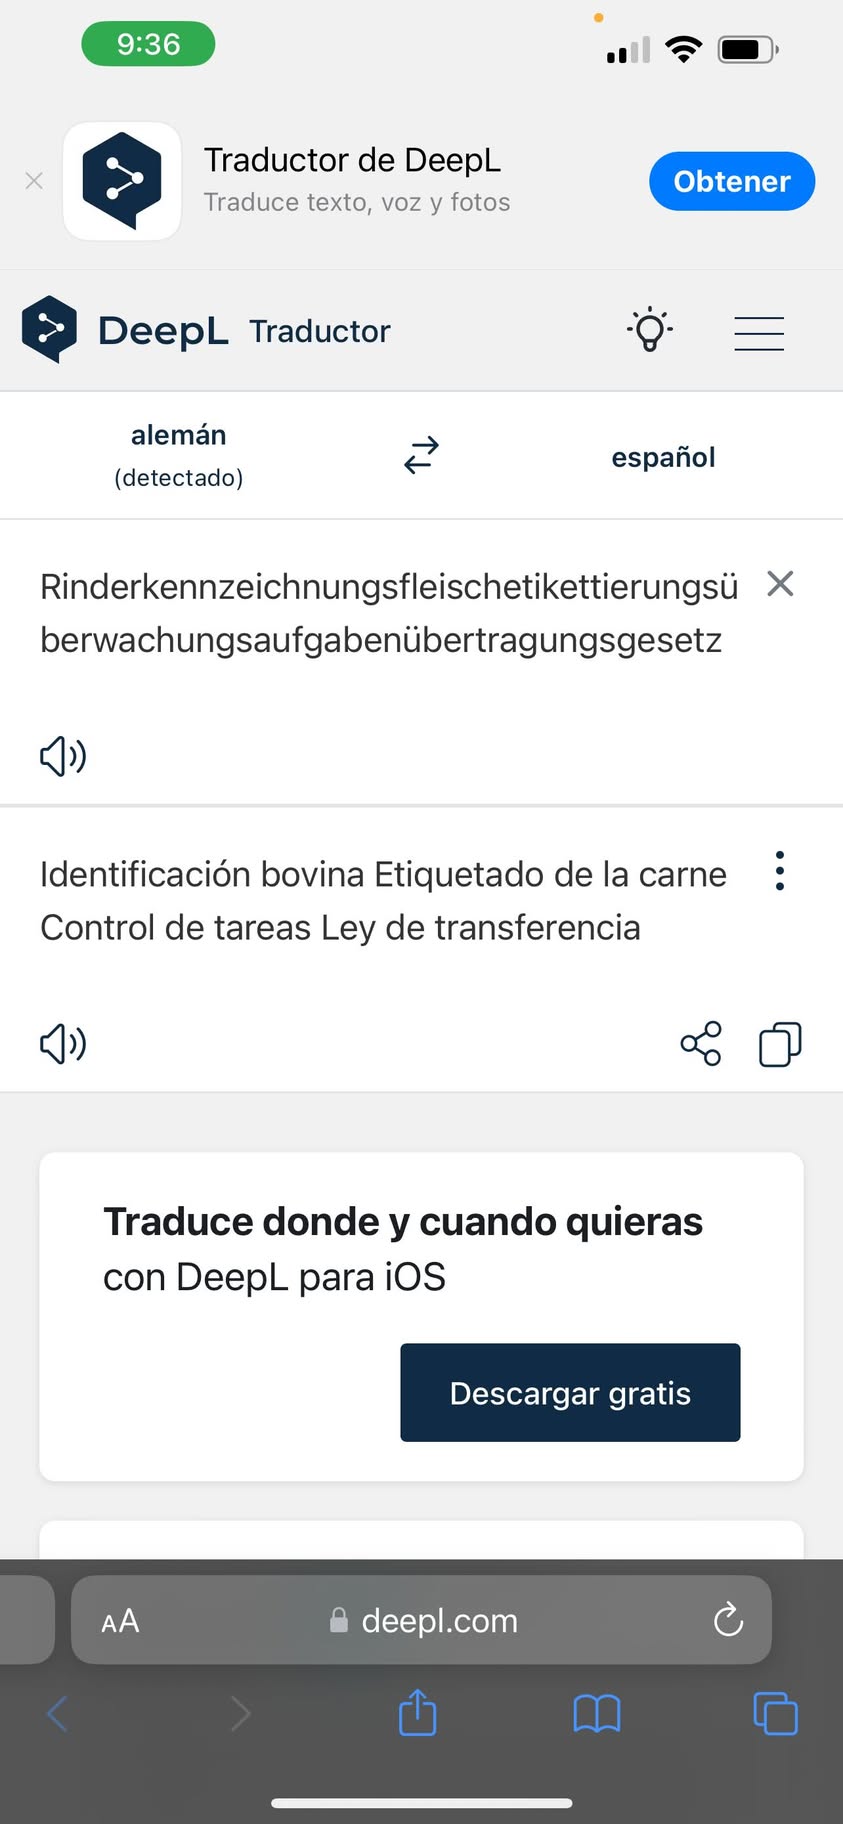 9:36
Traductor de DeepL
Traduce texto, voz y fotos
Obtener
DeepL Traductor
alemán
(detectado)
español
Rinderkennzeichnungsfleischetikettierungsü
berwachungsaufgabenübertragungsgesetz
Identificación bovina Etiquetado de la carne
Control de tareas Ley de transferencia
Traduce donde y cuando quieras
con DeepL para iOS
Descargar gratis
AA
deepl.com